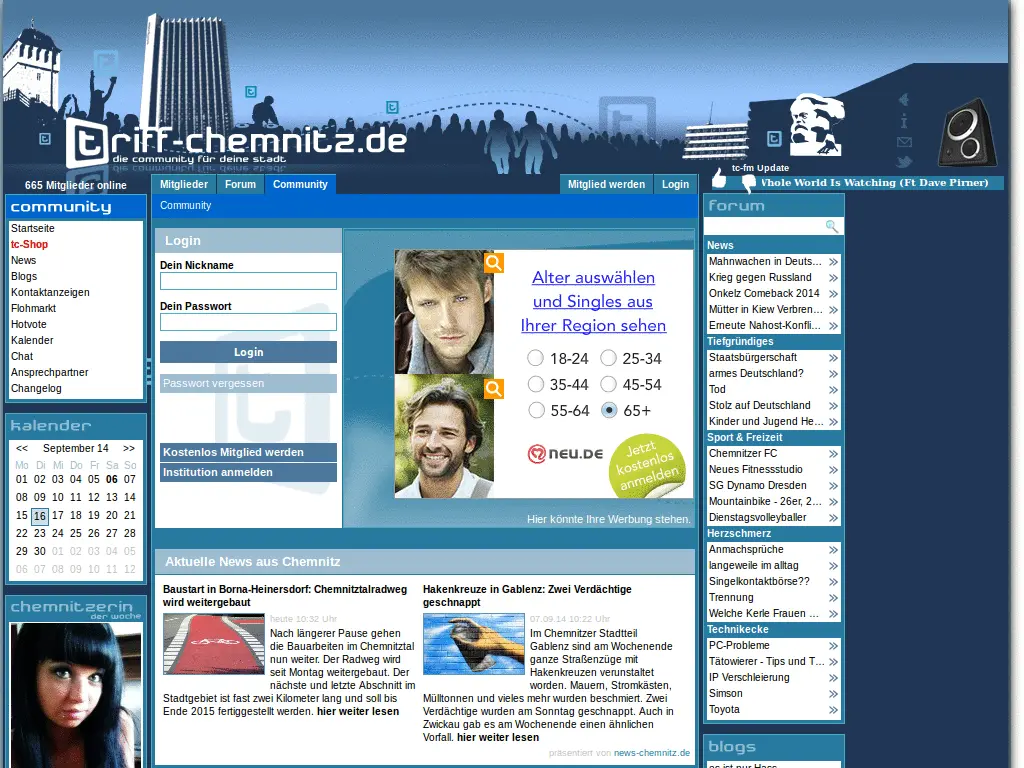 triff-chemnitz.de
die community für deine stadt
665 Mitglieder online
Mitglieder
Forum
Community
Mitglied werden
Login
tc-fm Update
Whole World Is Watching (Ft Dave Pirner)
Community
community
Startseite
tc-Shop
News
Blogs
Kontaktanzeigen
Flohmarkt
Hotvote
Kalender
Chat
Ansprechpartner
Changelog
kalender
<< September 14 >>
Mo Di Mi Do Fr Sa So
01 02 03 04 05 06 07
08 09 10 11 12 13 14
15 16 17 18 19 20 21
22 23 24 25 26 27 28
29 30 01 02 03 04 05
06 07 08 09 10 11 12
chemnitzerin
der woche
Login
Dein Nickname
Dein Passwort
Login
Passwort vergessen
Kostenlos Mitglied werden
Institution anmelden
Alter auswählen
und Singles aus
Ihrer Region sehen
18-24 25-34
35-44 45-54
55-64 65+
NEU.DE
Jetzt
kostenlos
anmelden
Hier könnte Ihre Werbung stehen.
Aktuelle News aus Chemnitz
Baustart in Borna-Heinersdorf: Chemnitztalradweg
wird weitergebaut
heute 10:32 Uhr
Nach längerer Pause gehen
die Bauarbeiten im Chemnitztal
nun weiter. Der Radweg wird
seit Montag weitergebaut. Der
nächste und letzte Abschnitt im
Stadtgebiet ist fast zwei Kilometer lang und soll bis
Ende 2015 fertiggestellt werden. hier weiter lesen
Hakenkreuze in Gablenz: Zwei Verdächtige
geschnappt
07.09.14 10:22 Uhr
Im Chemnitzer Stadtteil
Gablenz sind am Wochenende
ganze Straßenzüge mit
Hakenkreuzen verunstaltet
worden. Mauern, Stromkästen,
Mülltonnen und vieles mehr wurden beschmiert. Zwei
Verdächtige wurden am Sonntag geschnappt. Auch in
Zwickau gab es am Wochenende einen ähnlichen
Vorfall. hier weiter lesen
präsentiert von news-chemnitz.de
forum
News
Mahnwachen in Deuts...
Krieg gegen Russland
Onkelz Comeback 2014
Mütter in Kiew Verbren...
Erneute Nahost-Konfli...
Tiefgründiges
Staatsbürgerschaft
armes Deutschland?
Tod
Stolz auf Deutschland
Kinder und Jugend He...
Sport & Freizeit
Chemnitzer FC
Neues Fitnessstudio
SG Dynamo Dresden
Mountainbike - 26er, 2...
Dienstagsvolleyballer
Herzschmerz
Anmachsprüche
langeweile im alltag
Singelkontaktbörse??
Trennung
Welche Kerle Frauen ...
Technikecke
PC-Probleme
Tätowierer - Tips und T...
IP Verschleierung
Simson
Toyota
blogs